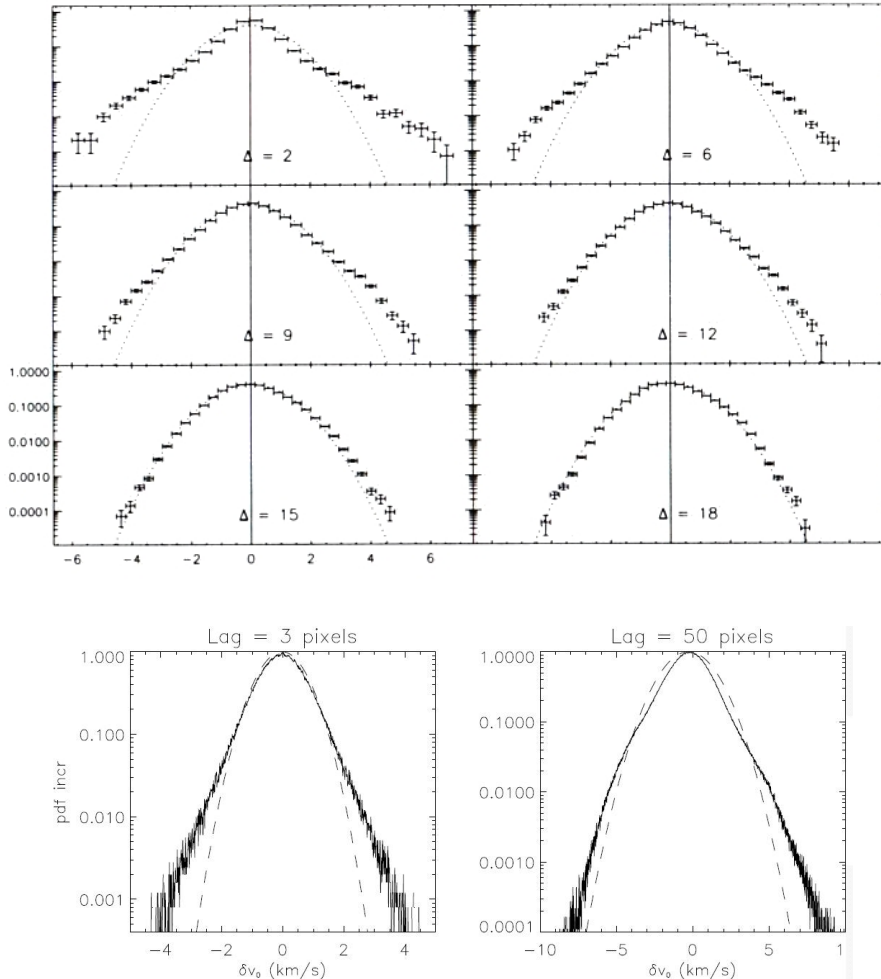 Δ = 2
Δ = 6
Δ = 9
Δ = 12
1.0000
0.1000
0.0100
0.0010
0.0001
Δ = 15
Δ = 18
−6 −4 −2 0 2 4 6
Lag = 3 pixels
Lag = 50 pixels
pdf incr
1.000
0.100
0.010
0.001
1.0000
0.1000
0.0100
0.0010
0.0001
−4 −2 0 2 4
−10 −5 0 5 1
δv₀ (km/s)
δv₀ (km/s)